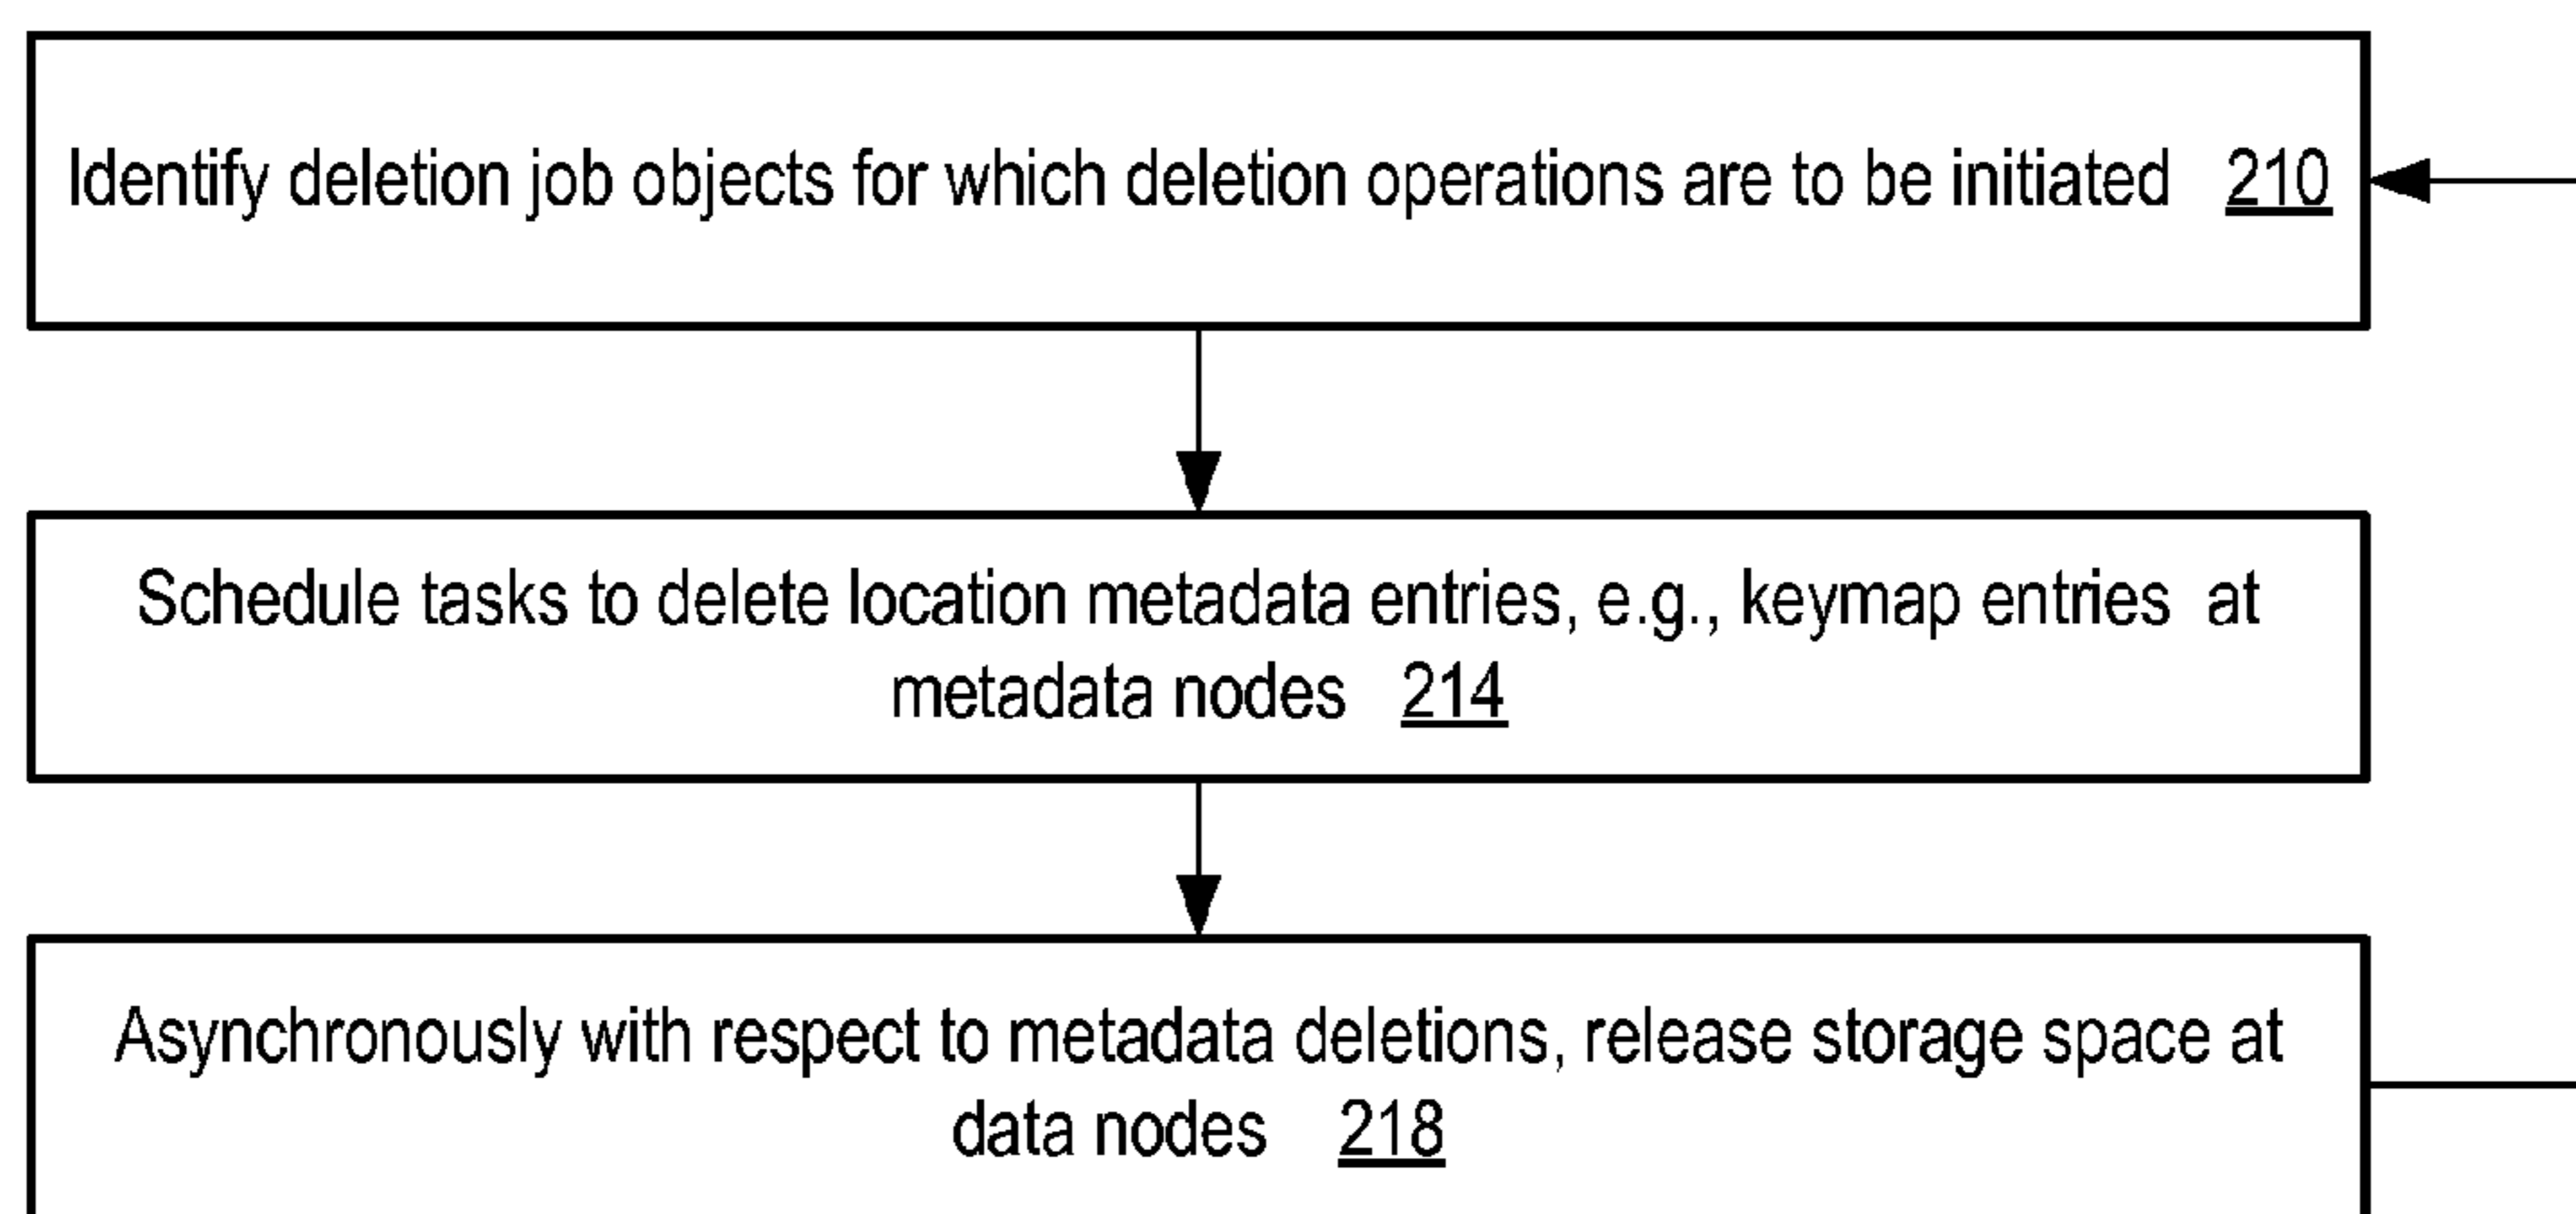 Identify deletion job objects for which deletion operations are to be initiated 210
Schedule tasks to delete location metadata entries, e.g., keymap entries at
metadata nodes 214
Asynchronously with respect to metadata deletions, release storage space at
data nodes 218